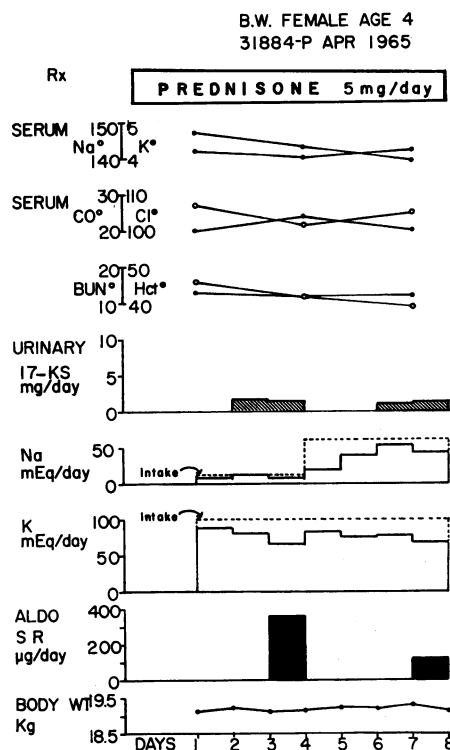 B.W. FEMALE AGE 4
31884-P APR 1965
Rx
PREDNISONE 5mg/day
SERUM 150 6
Na° K°
140 4
SERUM 30 110
CO° Cl°
20 100
20 50
BUN° Hct°
10 40
URINARY 10
17-KS 5
mg/day
0
Na 50
mEq/day Intake
0
K 100 Intake
mEq/day 50
0
ALDO 400
S R 200
µg/day
0
BODY WT 19.5
Kg
18.5 DAYS 1 2 3 4 5 6 7 8